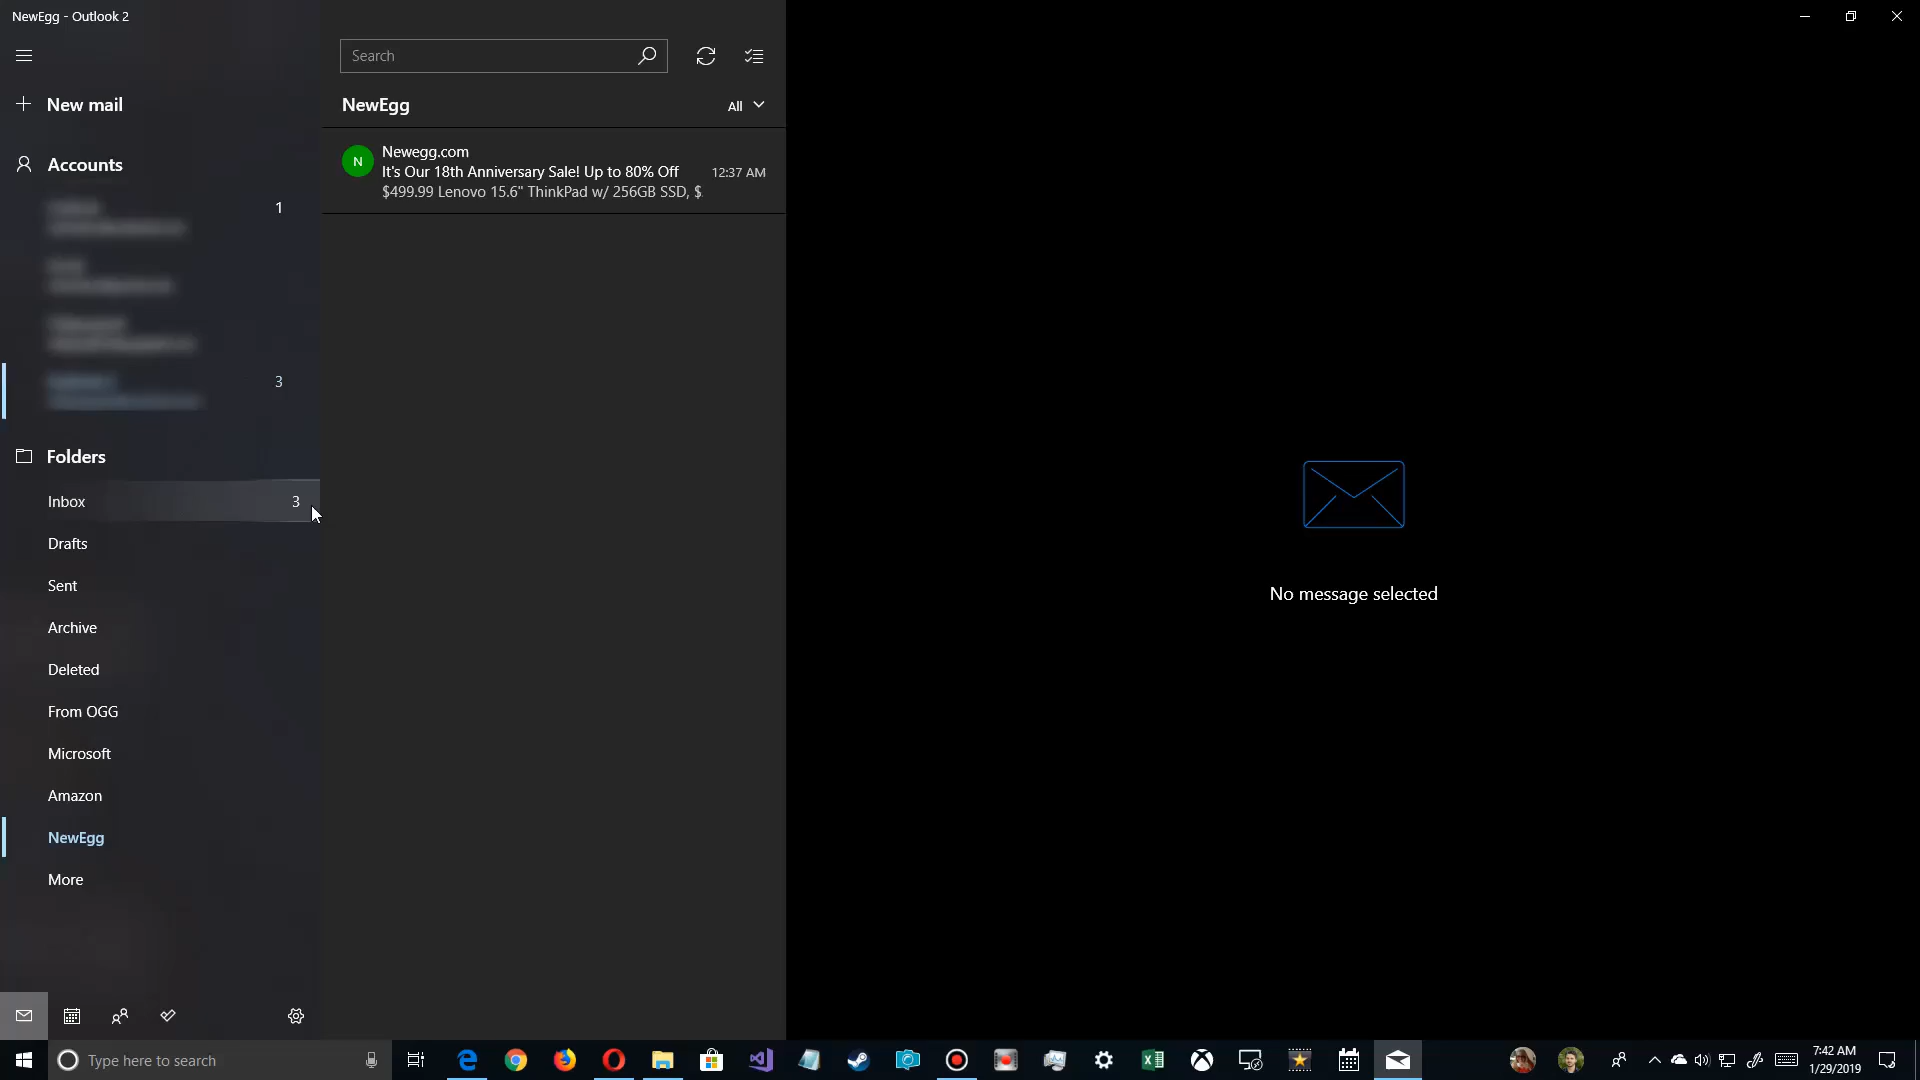 NewEgg - Outlook 2
New mail
Accounts
1
3
Folders
Inbox 3
Drafts
Sent
Archive
Deleted
From OGG
Microsoft
Amazon
NewEgg
More
Search
NewEgg All
N
Newegg.com
It's Our 18th Anniversary Sale! Up to 80% Off 12:37 AM
$499.99 Lenovo 15.6" ThinkPad w/ 256GB SSD, $
No message selected
Type here to search
7:42 AM
1/29/2019